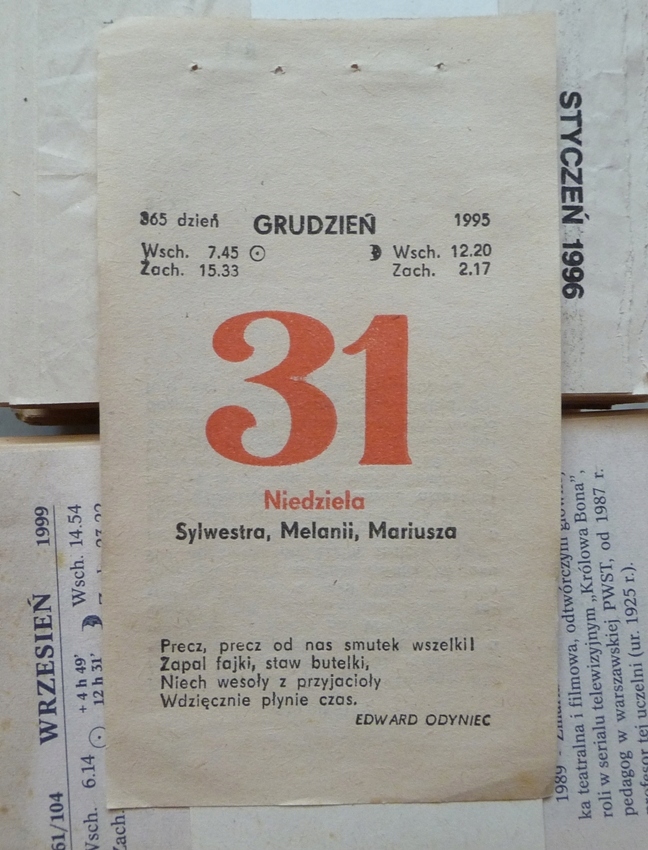 365 dzień GRUDZIEŃ 1995
Wsch. 7.45 Wsch. 12.20
Zach. 15.33 Zach. 2.17
31
Niedziela
Sylwestra, Melanii, Mariusza
Precz, precz od nas smutek wszelki!
Zapal fajki, staw butelki,
Niech wesoły z przyjacioły
Wdzięcznie płynie czas.
EDWARD ODYNIEC
STYCZEŃ 1996
61/104 WRZESIEŃ 1999
Wsch. 6.14 + 4 h 49' Wsch. 14.54
Zach. 12 h 31'
1989
ka teatralna i filmowa, odtwórczyni
roli w serialu telewizyjnym „Królowa Bona",
pedagog w warszawskiej PWST, od 1987 r.
profesor tej uczelni (ur. 1925 r.).